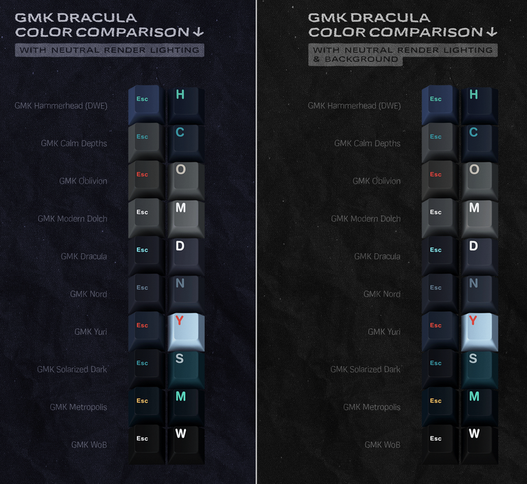 GMK DRACULA
COLOR COMPARISON↓
WITH NEUTRAL RENDER LIGHTING
GMK Hammerhead (DWE) Esc H
GMK Calm Depths Esc C
GMK Oblivion Esc O
GMK Modern Dolch Esc M
GMK Dracula Esc D
GMK Nord Esc N
GMK Yuri Esc Y
GMK Solarized Dark Esc S
GMK Metropolis Esc M
GMK WoB Esc W
GMK DRACULA
COLOR COMPARISON↓
WITH NEUTRAL RENDER LIGHTING
& BACKGROUND
GMK Hammerhead (DWE) Esc H
GMK Calm Depths Esc C
GMK Oblivion Esc O
GMK Modern Dolch Esc M
GMK Dracula Esc D
GMK Nord Esc N
GMK Yuri Esc Y
GMK Solarized Dark Esc S
GMK Metropolis Esc M
GMK WoB Esc W